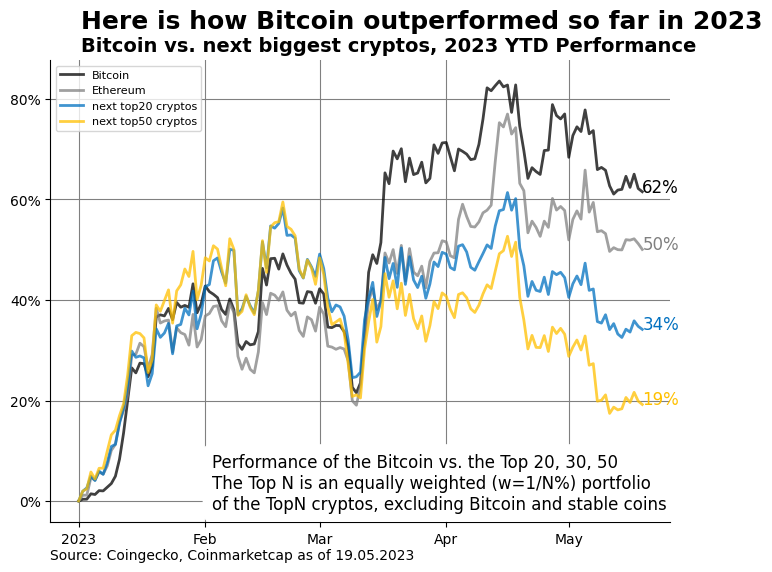 Here is how Bitcoin outperformed so far in 2023
Bitcoin vs. next biggest cryptos, 2023 YTD Performance
Bitcoin
Ethereum
next top20 cryptos
next top50 cryptos
80%
60%
40%
20%
0%
62%
50%
34%
19%
Performance of the Bitcoin vs. the Top 20, 30, 50
The Top N is an equally weighted (w=1/N%) portfolio
of the TopN cryptos, excluding Bitcoin and stable coins
2023 Feb Mar Apr May
Source: Coingecko, Coinmarketcap as of 19.05.2023